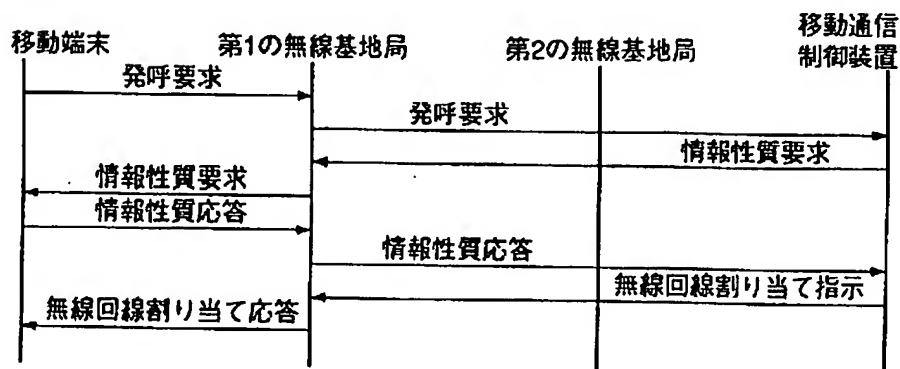 移動端末
第1の無線基地局
第2の無線基地局
移動通信
制御装置
発呼要求
発呼要求
情報性質要求
情報性質要求
情報性質応答
情報性質応答
無線回線割り当て指示
無線回線割り当て応答